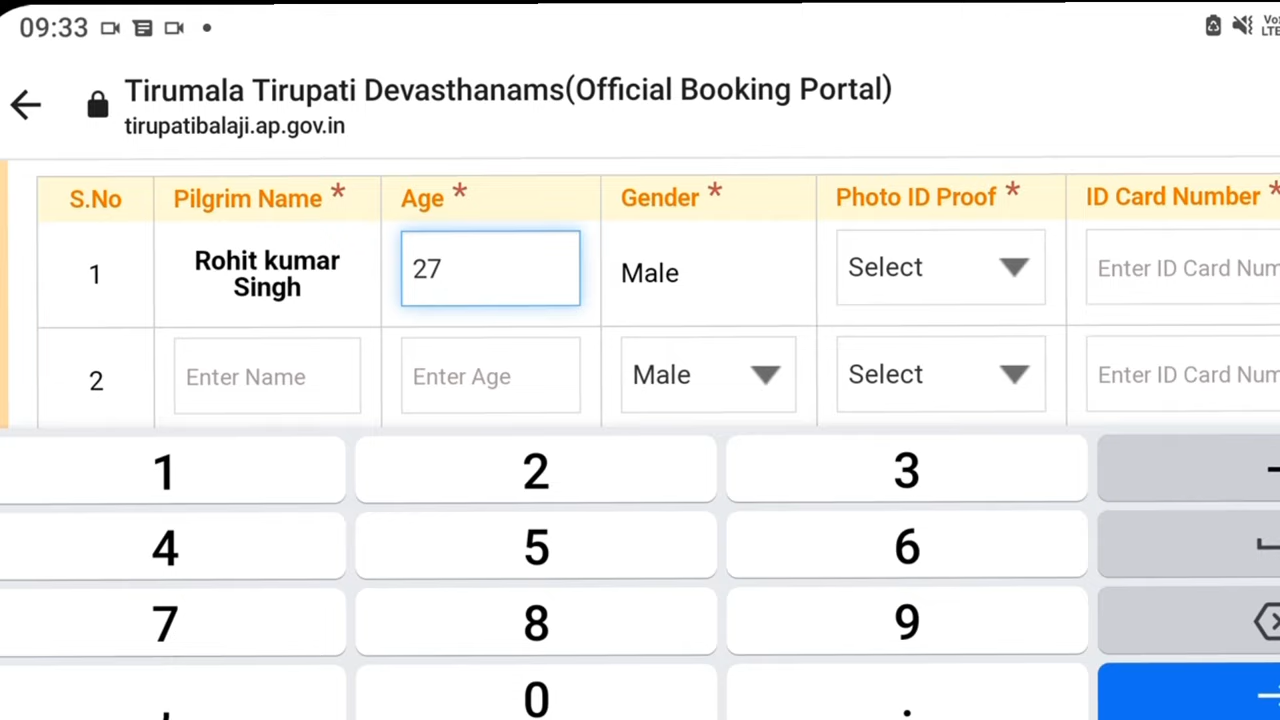 09:33
Vo
LTE
Tirumala Tirupati Devasthanams(Official Booking Portal)
tirupatibalaji.ap.gov.in
S.No Pilgrim Name * Age * Gender * Photo ID Proof * ID Card Number *
1 Rohit kumar Singh 27 Male Select Enter ID Card Num
2 Enter Name Enter Age Male Select Enter ID Card Num
1 2 3 -
4 5 6
7 8 9
, 0 .